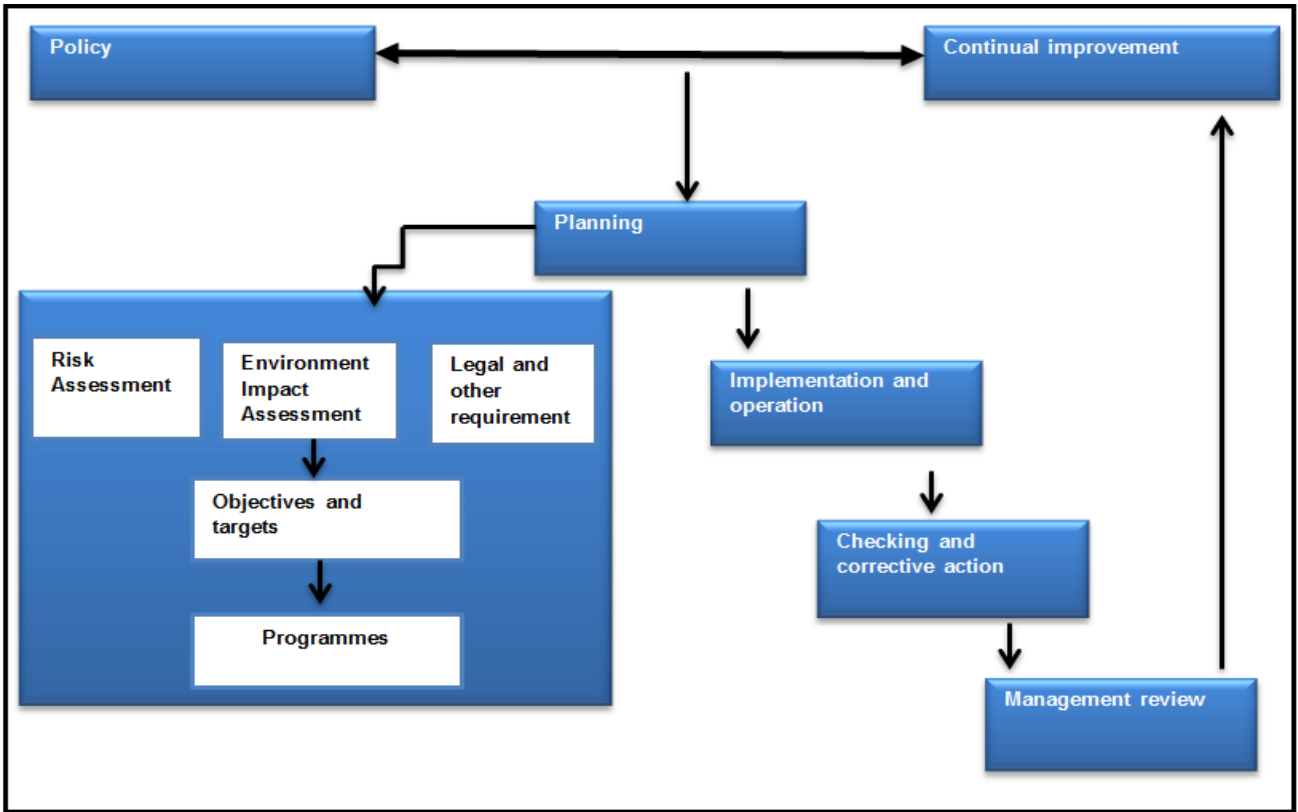 Policy
Continual improvement
Planning
Risk
Assessment
Environment
Impact
Assessment
Legal and
other
requirement
Objectives and
targets
Programmes
Implementation and
operation
Checking and
corrective action
Management review